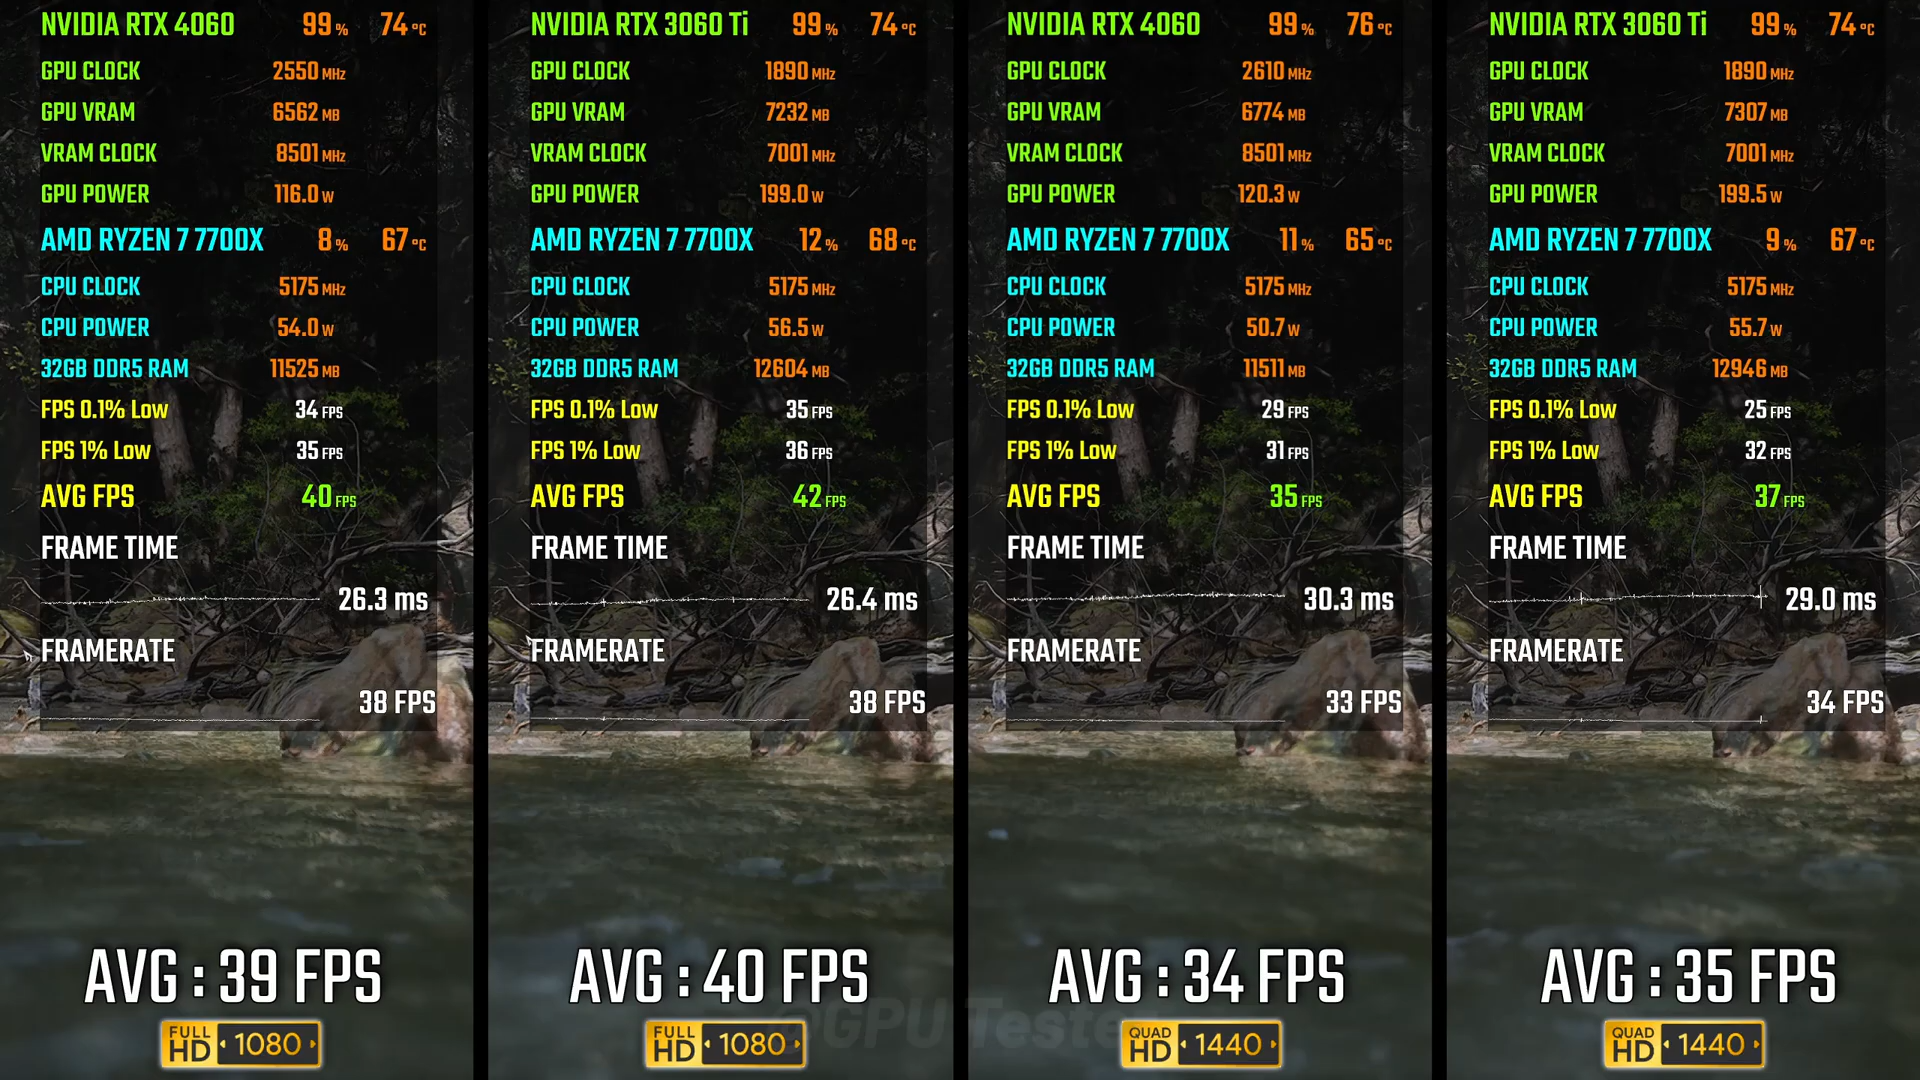 NVIDIA RTX 4060 99 % 74 °C
GPU CLOCK 2550 MHz
GPU VRAM 6562 MB
VRAM CLOCK 8501 MHz
GPU POWER 116.0 W
AMD RYZEN 7 7700X 8 % 67 °C
CPU CLOCK 5175 MHz
CPU POWER 54.0 W
32GB DDR5 RAM 11525 MB
FPS 0.1% Low 34 FPS
FPS 1% Low 35 FPS
AVG FPS 40 FPS
FRAME TIME
26.3 ms
FRAMERATE
38 FPS
AVG : 39 FPS
FULL HD 1080
NVIDIA RTX 3060 Ti 99 % 74 °C
GPU CLOCK 1890 MHz
GPU VRAM 7232 MB
VRAM CLOCK 7001 MHz
GPU POWER 199.0 W
AMD RYZEN 7 7700X 12 % 68 °C
CPU CLOCK 5175 MHz
CPU POWER 56.5 W
32GB DDR5 RAM 12604 MB
FPS 0.1% Low 35 FPS
FPS 1% Low 36 FPS
AVG FPS 42 FPS
FRAME TIME
26.4 ms
FRAMERATE
38 FPS
AVG : 40 FPS
FULL HD 1080
NVIDIA RTX 4060 99 % 76 °C
GPU CLOCK 2610 MHz
GPU VRAM 6774 MB
VRAM CLOCK 8501 MHz
GPU POWER 120.3 W
AMD RYZEN 7 7700X 11 % 65 °C
CPU CLOCK 5175 MHz
CPU POWER 50.7 W
32GB DDR5 RAM 11511 MB
FPS 0.1% Low 29 FPS
FPS 1% Low 31 FPS
AVG FPS 35 FPS
FRAME TIME
30.3 ms
FRAMERATE
33 FPS
AVG : 34 FPS
QUAD HD 1440
NVIDIA RTX 3060 Ti 99 % 74 °C
GPU CLOCK 1890 MHz
GPU VRAM 7307 MB
VRAM CLOCK 7001 MHz
GPU POWER 199.5 W
AMD RYZEN 7 7700X 9 % 67 °C
CPU CLOCK 5175 MHz
CPU POWER 55.7 W
32GB DDR5 RAM 12946 MB
FPS 0.1% Low 25 FPS
FPS 1% Low 32 FPS
AVG FPS 37 FPS
FRAME TIME
29.0 ms
FRAMERATE
34 FPS
AVG : 35 FPS
QUAD HD 1440
@GPU Tester